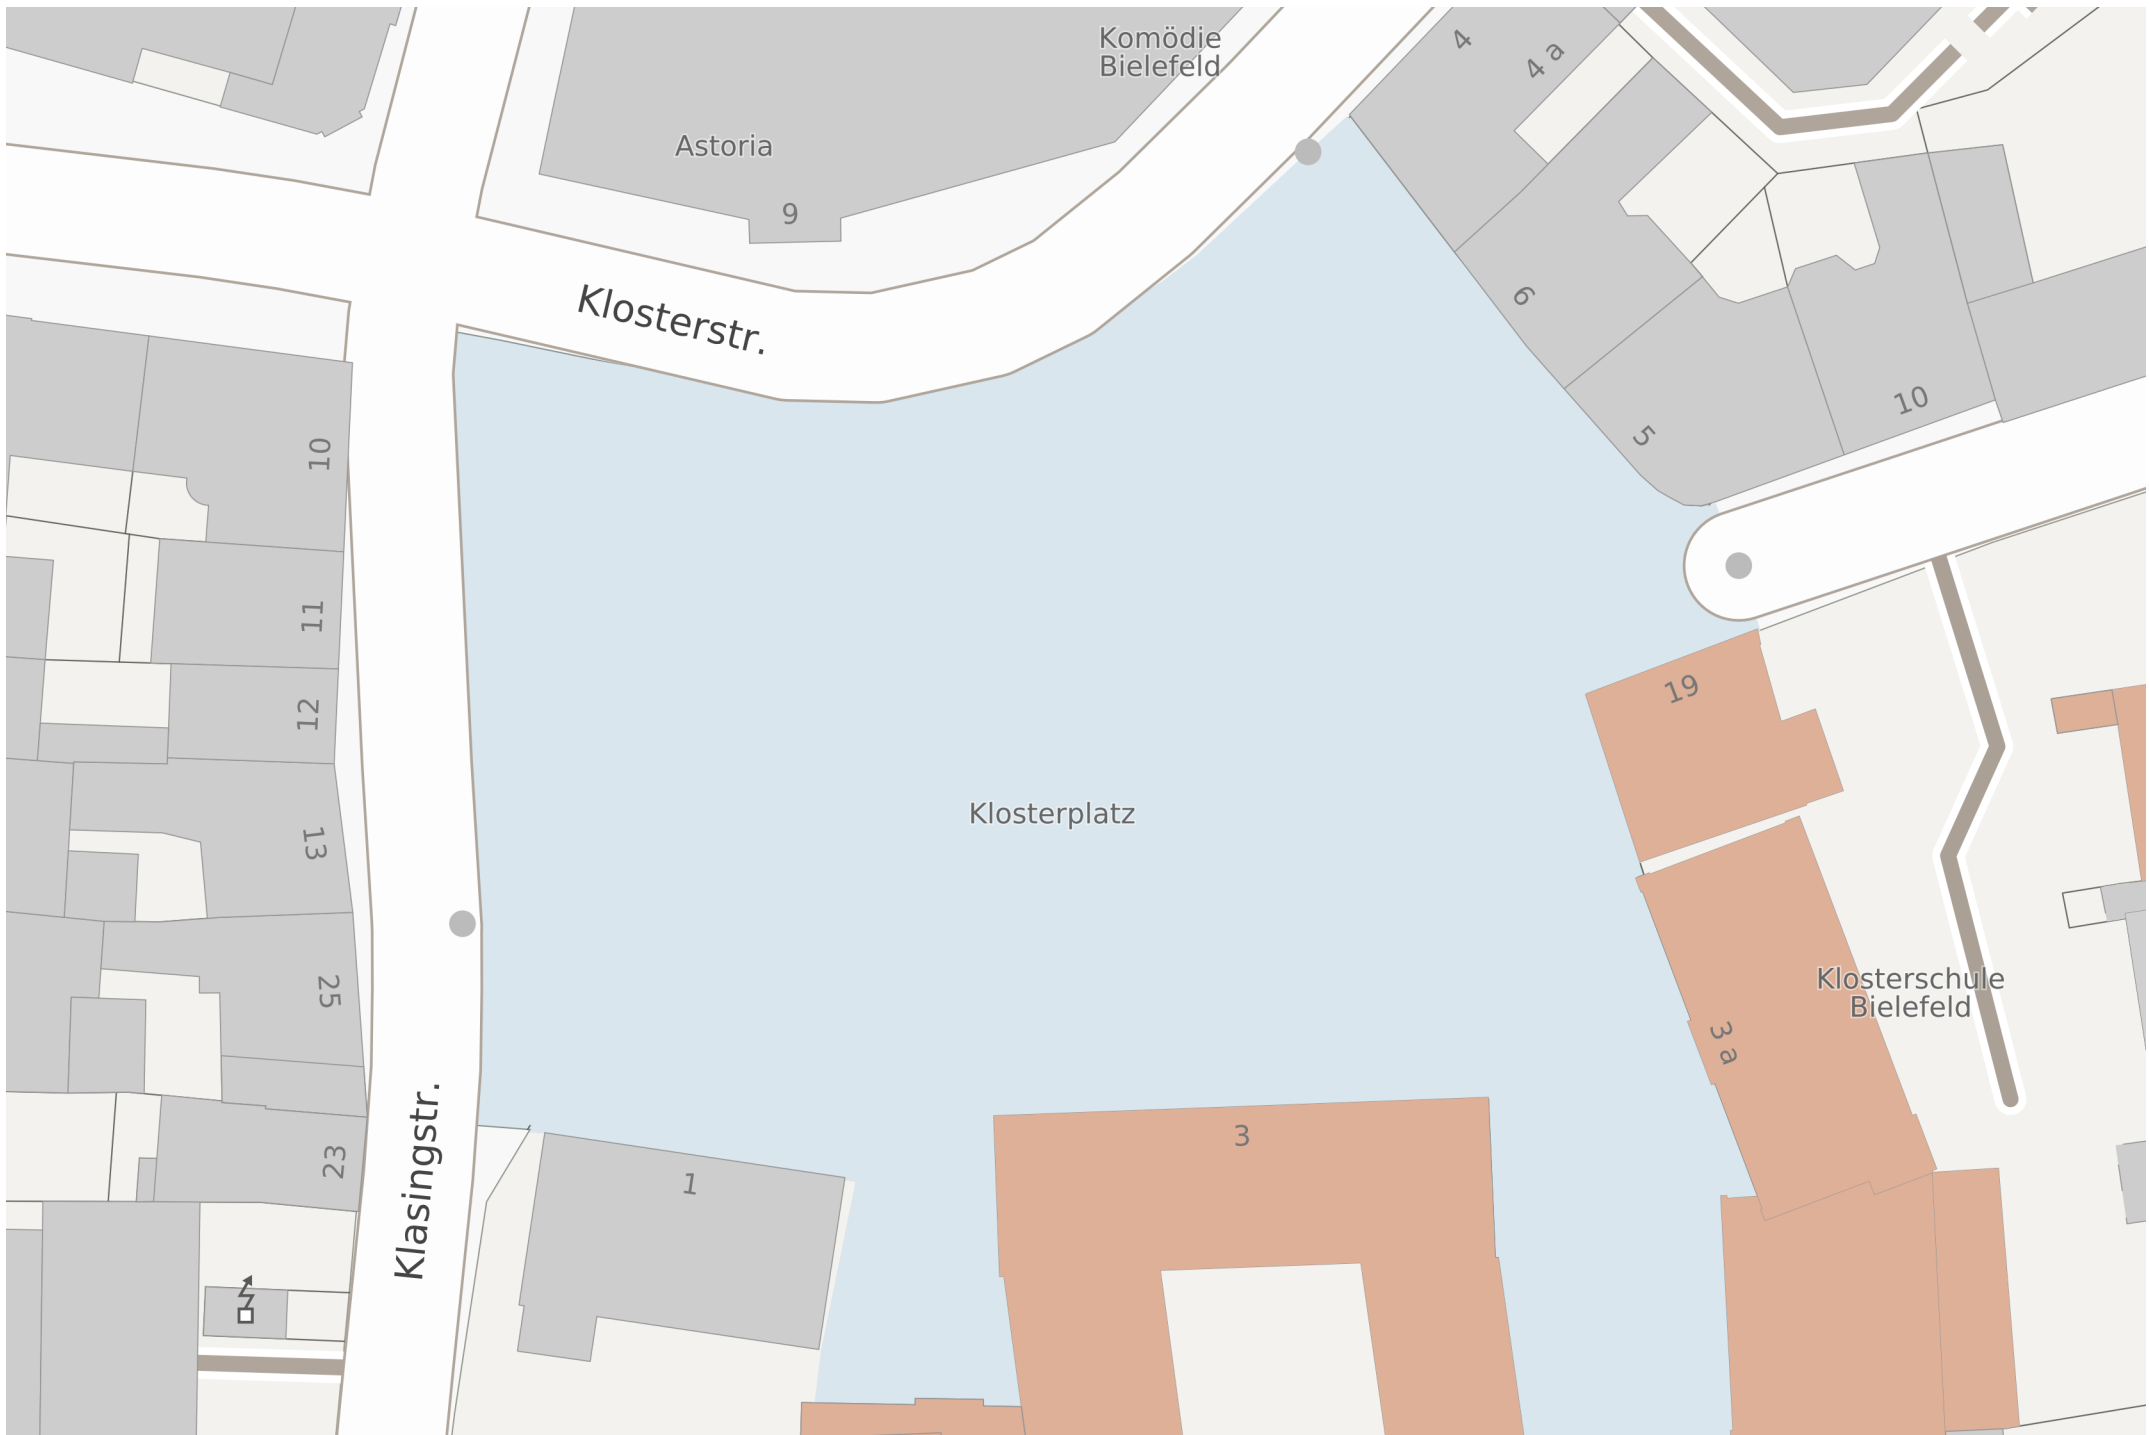 Komödie
Bielefeld
4
4 a
Astoria
9
Klosterstr.
6
10
5
10
11
19
12
Klosterplatz
13
25
Klosterschule
Bielefeld
3 a
3
23
1
Klasingstr.